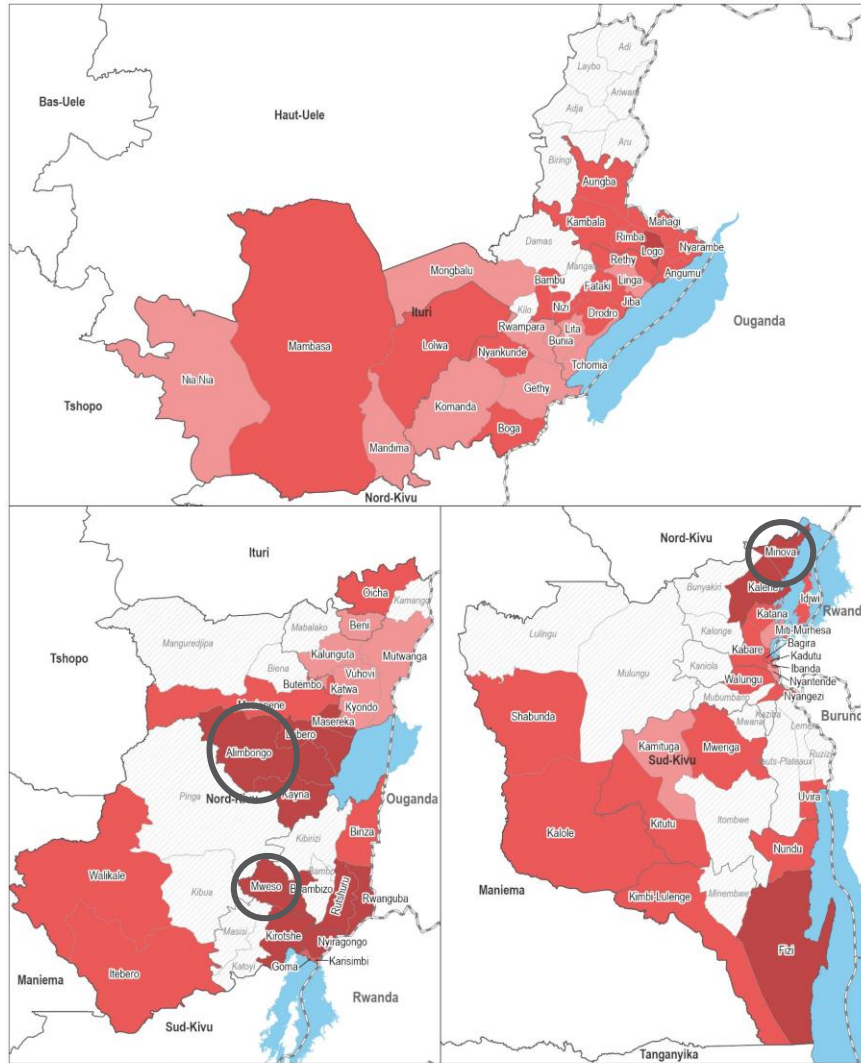 Adi
Laybo
Ariwara
Adja
Aru
Biringi
Bas-Uele
Haut-Uele
Aungba
Kambala
Mahagi
Rimba
Logo
Nyarambe
Damas
Rethy
Angumu
Mongbalu
Mangala
Bambu
Linga
Fataki
Jiba
Ituri
Kilo
Nizi
Drodro
Ouganda
Rwampara
Lita
Mambasa
Lolwa
Bunia
Nyankunde
Tchomia
Nia Nia
Gethy
Tshopo
Komanda
Boga
Mandima
Nord-Kivu
Ituri
Oicha
Kamango
Mabalako
Beni
Manguredjipa
Kalunguta
Mutwanga
Tshopo
Biena
Vuhovi
Butembo
Katwa
Kyondo
Masereka
Alimbongo
Pinga
Nord-Kivu
Kayna
Ouganda
Kibirizi
Binza
Walikale
Kibua
Mweso
Rutshuru
Rwanguba
Masisi
Kirotshe
Nyiragongo
Itebero
Katoyi
Goma
Karisimbi
Maniema
Rwanda
Sud-Kivu
Nord-Kivu
Minova
Bunyakiri
Kalehe
Idjwi
Lulingu
Katana
Rwand
Kalonge
Miti-Murhesa
Bagira
Kabare
Kadutu
Mulungu
Kaniola
Ibanda
Walungu
Nyantende
Nyangezi
Mubumbano
Shabunda
Mwana
Burund
Kamituga
Mwenga
Ruzizi
Sud-Kivu
auts-Plateaux
Uvira
Itombwe
Kalole
Kitutu
Nundu
Maniema
Kimbi-Lulenge
Minembwe
Fizi
Tanganyika